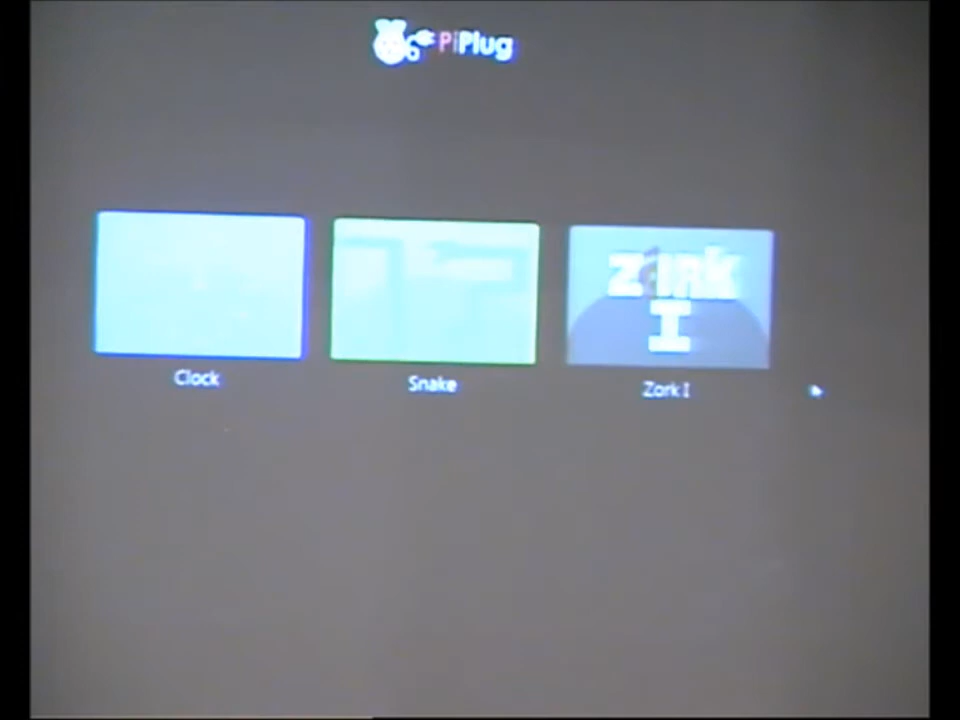 PiPlug
Zork
I
Clock
Snake
Zork I